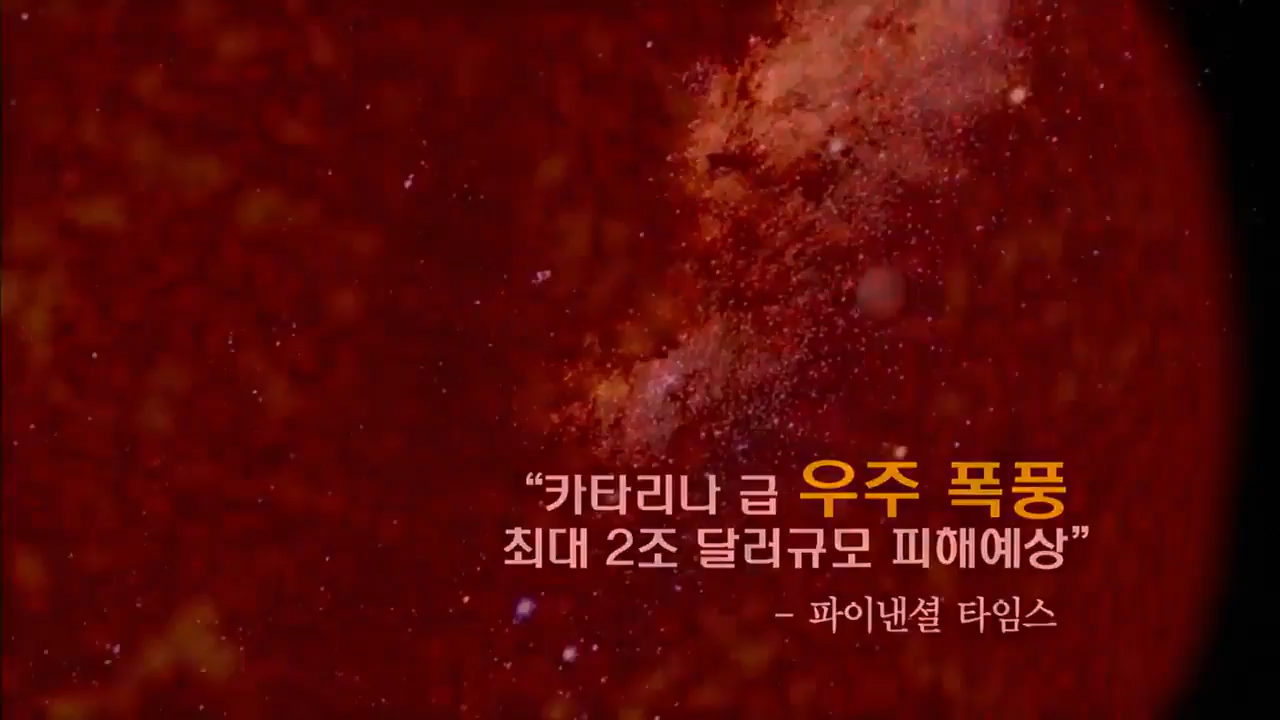 “카타리나 급 우주 폭풍
최대 2조 달러규모 피해예상”
- 파이낸셜 타임스